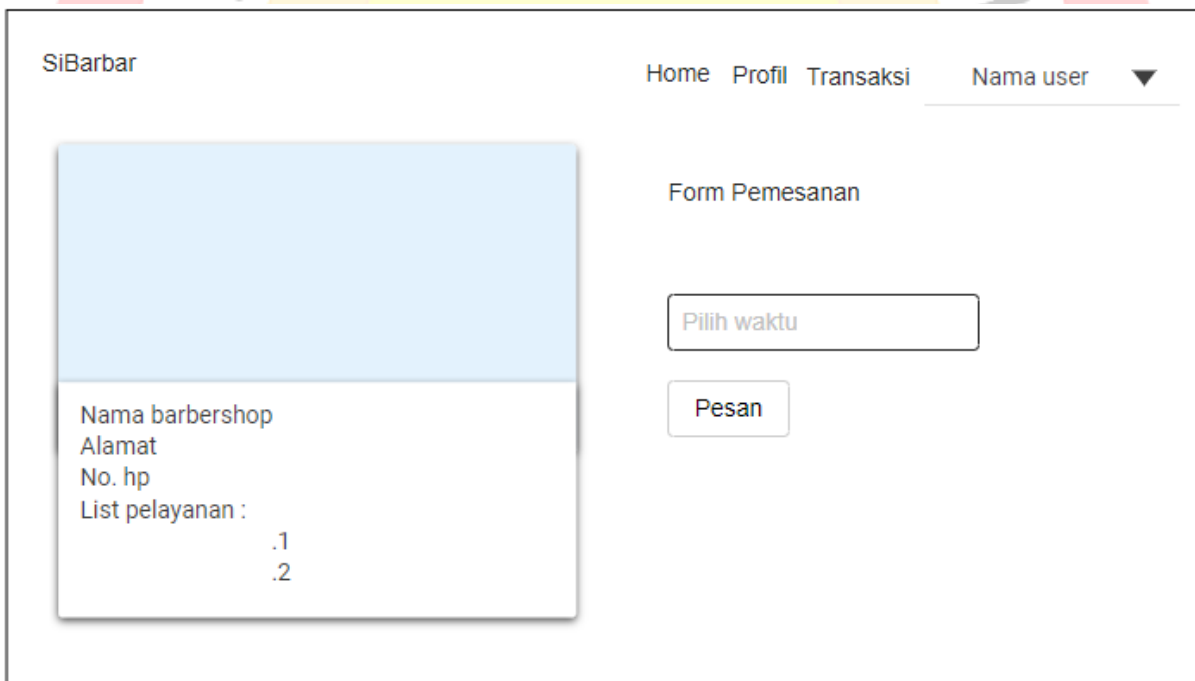 SiBarbar
Home Profil Transaksi Nama user
Form Pemesanan
Pilih waktu
Pesan
Nama barbershop
Alamat
No. hp
List pelayanan :
.1
.2